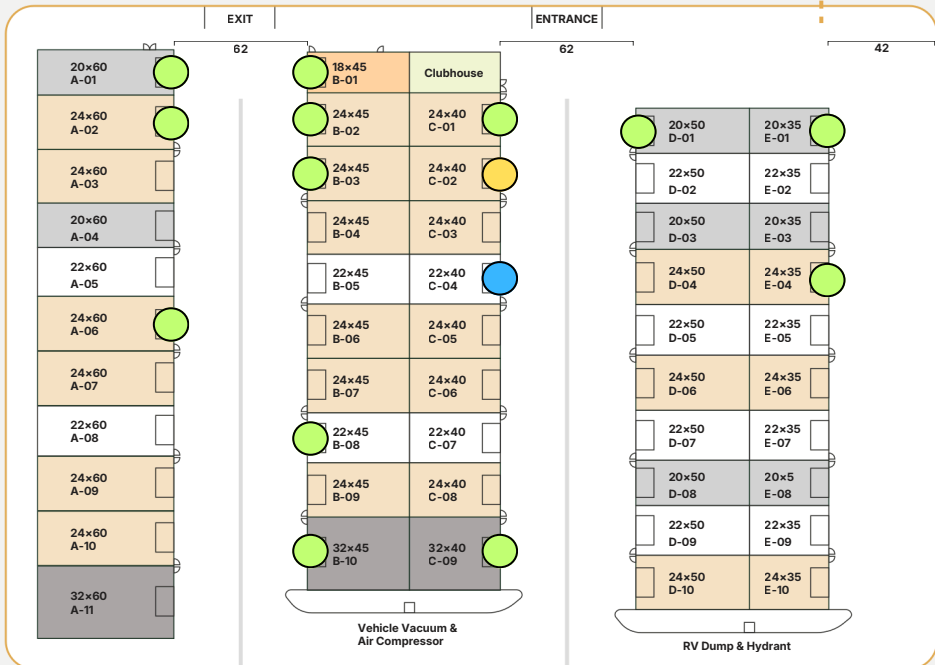 EXIT
ENTRANCE
62
62
42
20×60
A-01
24×60
A-02
24×60
A-03
20×60
A-04
22×60
A-05
24×60
A-06
24×60
A-07
22×60
A-08
24×60
A-09
24×60
A-10
32×60
A-11
18×45
B-01
24×45
B-02
24×45
B-03
24×45
B-04
22×45
B-05
24×45
B-06
24×45
B-07
22×45
B-08
24×45
B-09
32×45
B-10
Clubhouse
24×40
C-01
24×40
C-02
24×40
C-03
22×40
C-04
24×40
C-05
24×40
C-06
22×40
C-07
24×40
C-08
32×40
C-09
Vehicle Vacuum &
Air Compressor
20×50
D-01
22×50
D-02
20×50
D-03
24×50
D-04
22×50
D-05
24×50
D-06
22×50
D-07
20×50
D-08
22×50
D-09
24×50
D-10
20×35
E-01
22×35
E-02
20×35
E-03
24×35
E-04
22×35
E-05
24×35
E-06
22×35
E-07
20×5
E-08
22×35
E-09
24×35
E-10
RV Dump & Hydrant